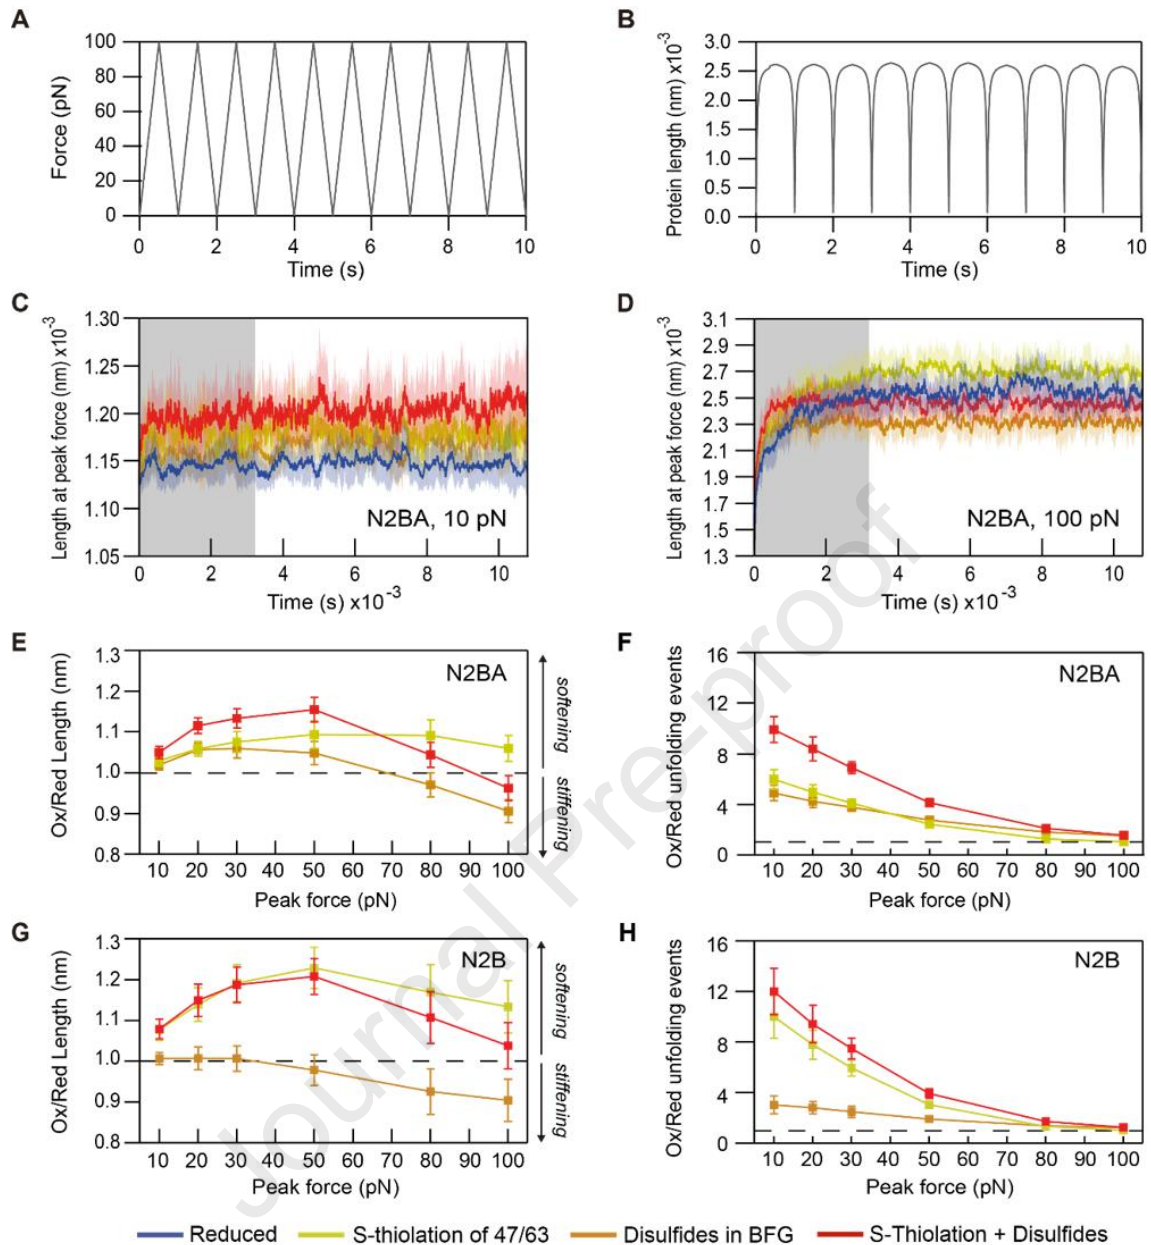 A
Force (pN)
100
80
60
40
20
0
0 2 4 6 8 10
Time (s)
B
Protein length (nm) x10-3
3.0
2.5
2.0
1.5
1.0
0.5
0.0
0 2 4 6 8 10
Time (s)
C
Length at peak force (nm) x10-3
1.30
1.25
1.20
1.15
1.10
1.05
N2BA, 10 pN
0 2 4 6 8 10
Time (s) x10-3
D
Length at peak force (nm) x10-3
3.1
2.9
2.7
2.5
2.3
2.1
1.9
1.7
1.5
1.3
N2BA, 100 pN
0 2 4 6 8 10
Time (s) x10-3
E
Ox/Red Length (nm)
1.3
1.2
1.1
1.0
0.9
0.8
N2BA
softening
stiffening
10 20 30 40 50 60 70 80 90 100
Peak force (pN)
F
Ox/Red unfolding events
16
12
8
4
0
N2BA
10 20 30 40 50 60 70 80 90 100
Peak force (pN)
G
Ox/Red Length (nm)
1.3
1.2
1.1
1.0
0.9
0.8
N2B
softening
stiffening
10 20 30 40 50 60 70 80 90 100
Peak force (pN)
H
Ox/Red unfolding events
16
12
8
4
0
N2B
10 20 30 40 50 60 70 80 90 100
Peak force (pN)
Reduced S-thiolation of 47/63 Disulfides in BFG S-Thiolation + Disulfides
Journal Pre-proof